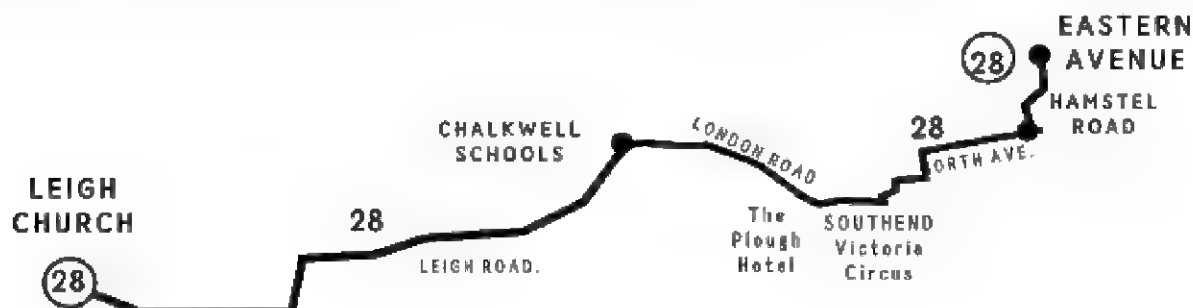 EASTERN
AVENUE
28
HAMSTEL
ROAD
28
ORTH AVE.
LONDON ROAD
CHALKWELL
SCHOOLS
The
Plough
Hotel
SOUTHEND
Victoria
Circus
LEIGH
CHURCH
28
LEIGH ROAD.
28